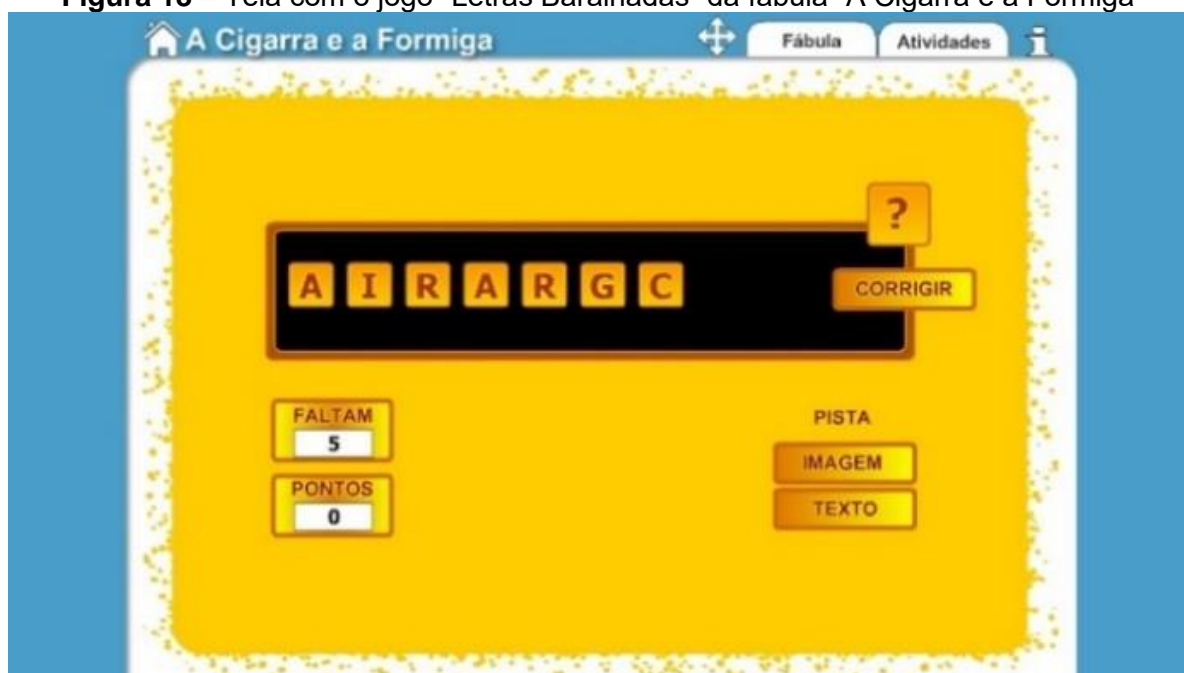 Figura 18 – Tela com o jogo "Letras Baralhadas" da fábula "A Cigarra e a Formiga"
A Cigarra e a Formiga
Fábula
Atividades
i
?
A I R A R G C
CORRIGIR
FALTAM
5
PONTOS
0
PISTA
IMAGEM
TEXTO